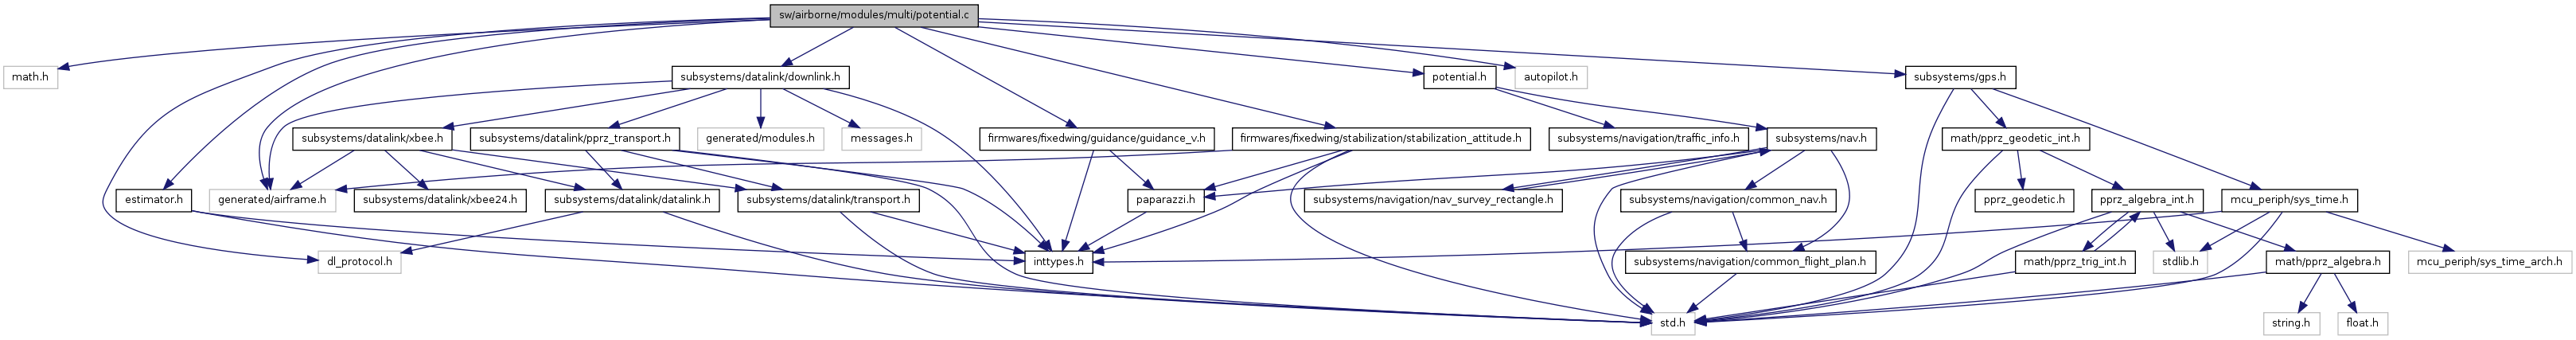 sw/airborne/modules/multi/potential.c
math.h
subsystems/datalink/downlink.h
potential.h
autopilot.h
subsystems/gps.h
subsystems/datalink/xbee.h
subsystems/datalink/pprz_transport.h
generated/modules.h
messages.h
firmwares/fixedwing/guidance/guidance_v.h
firmwares/fixedwing/stabilization/stabilization_attitude.h
subsystems/navigation/traffic_info.h
subsystems/nav.h
math/pprz_geodetic_int.h
estimator.h
generated/airframe.h
subsystems/datalink/xbee24.h
subsystems/datalink/datalink.h
subsystems/datalink/transport.h
paparazzi.h
subsystems/navigation/nav_survey_rectangle.h
subsystems/navigation/common_nav.h
pprz_geodetic.h
pprz_algebra_int.h
mcu_periph/sys_time.h
dl_protocol.h
inttypes.h
subsystems/navigation/common_flight_plan.h
math/pprz_trig_int.h
stdlib.h
math/pprz_algebra.h
mcu_periph/sys_time_arch.h
std.h
string.h
float.h